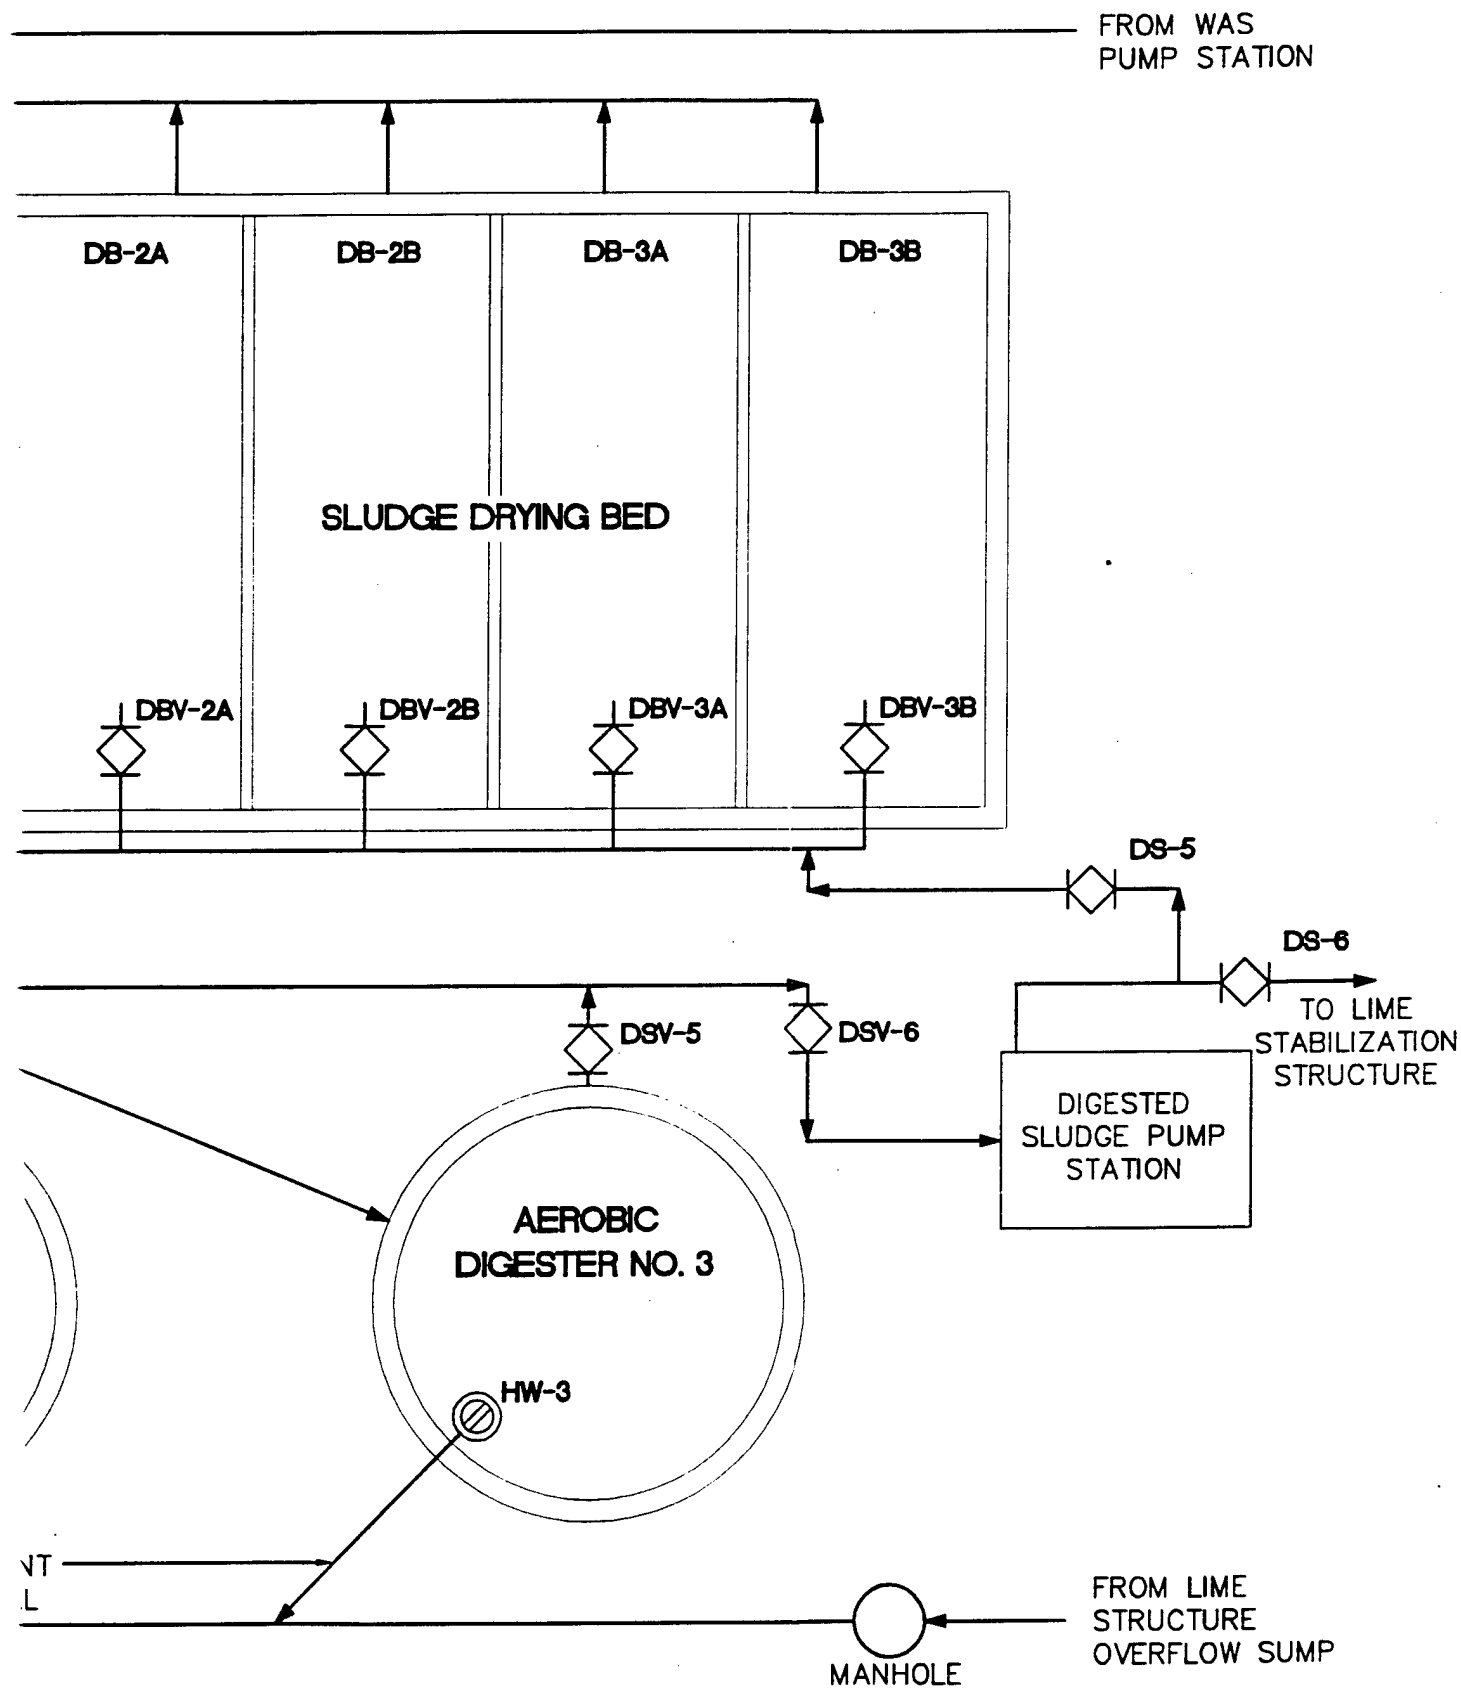 FROM WAS
PUMP STATION
DB-2A
DB-2B
DB-3A
DB-3B
SLUDGE DRYING BED
DBV-2A
DBV-2B
DBV-3A
DBV-3B
DS-5
DS-6
TO LIME
STABILIZATION
STRUCTURE
DSV-5
DSV-6
DIGESTED
SLUDGE PUMP
STATION
AEROBIC
DIGESTER NO. 3
HW-3
NT
L
FROM LIME
STRUCTURE
OVERFLOW SUMP
MANHOLE